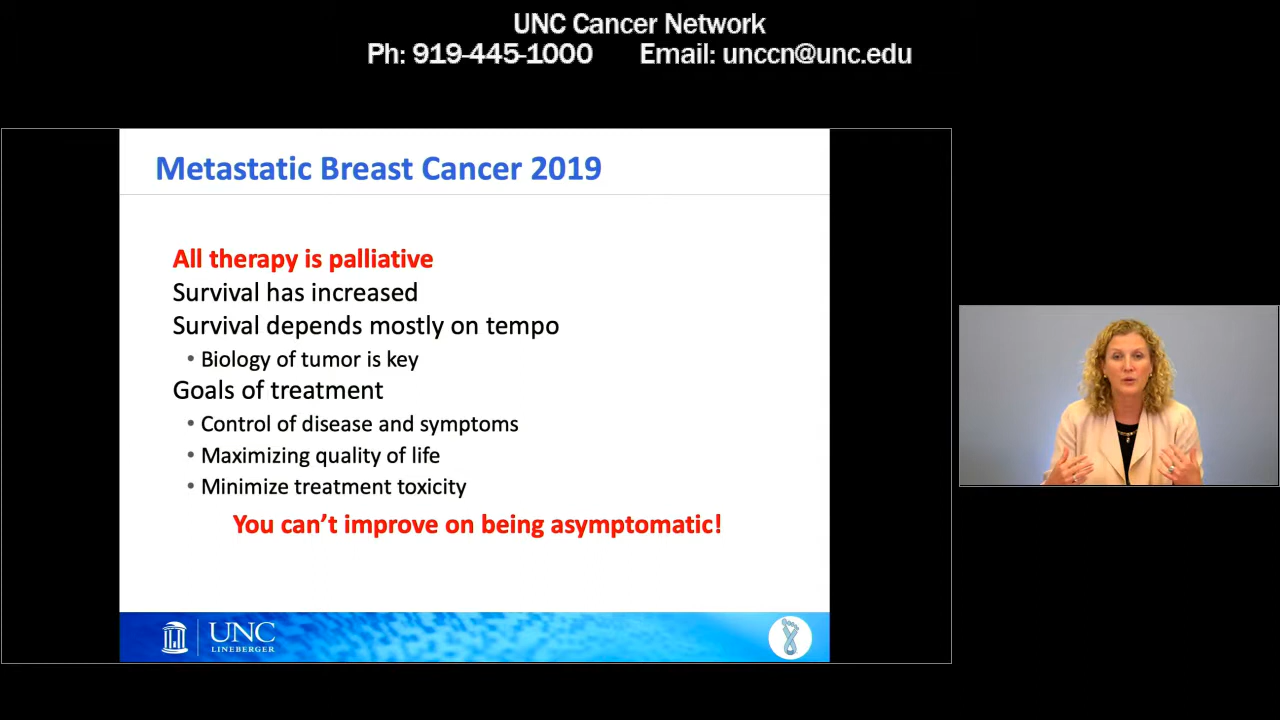 UNC Cancer Network
Ph: 919-445-1000 Email: unccn@unc.edu
Metastatic Breast Cancer 2019
All therapy is palliative
Survival has increased
Survival depends mostly on tempo
• Biology of tumor is key
Goals of treatment
• Control of disease and symptoms
• Maximizing quality of life
• Minimize treatment toxicity
You can’t improve on being asymptomatic!
UNC
LINEBERGER